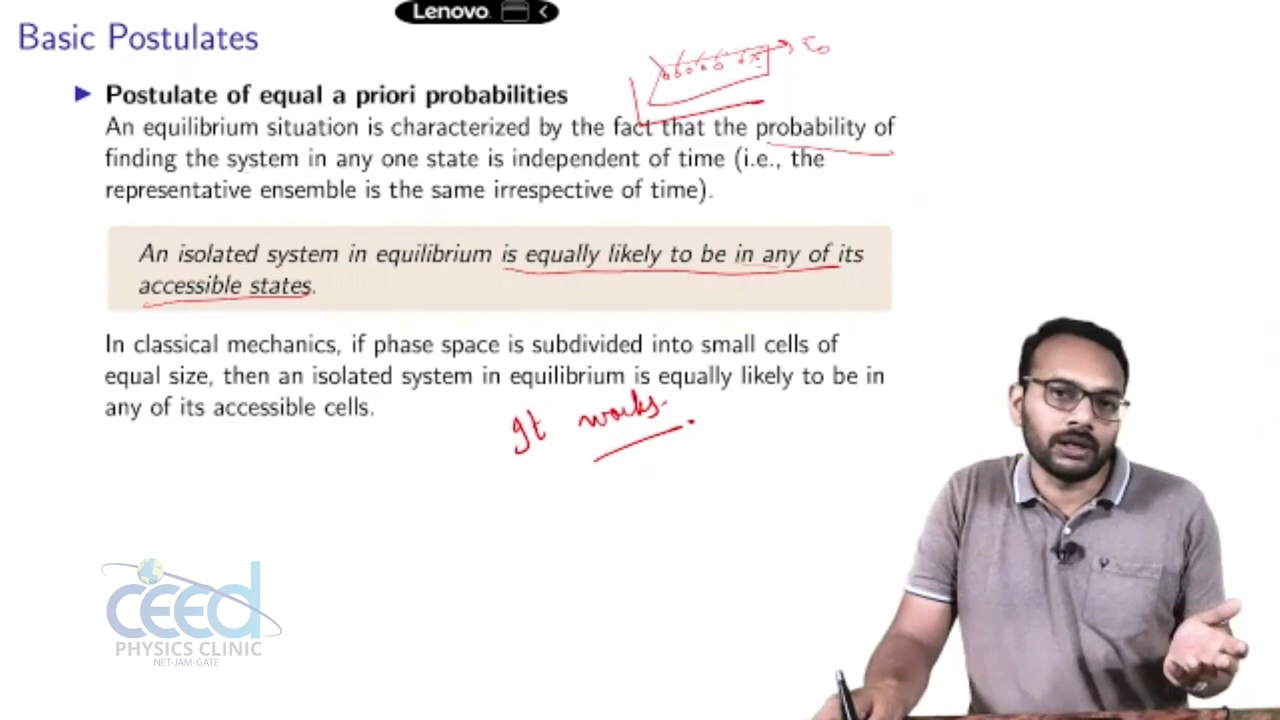 Lenovo
Basic Postulates
Postulate of equal a priori probabilities
An equilibrium situation is characterized by the fact that the probability of
finding the system in any one state is independent of time (i.e., the
representative ensemble is the same irrespective of time).
An isolated system in equilibrium is equally likely to be in any of its
accessible states.
In classical mechanics, if phase space is subdivided into small cells of
equal size, then an isolated system in equilibrium is equally likely to be in
any of its accessible cells.
It works.
ceed
PHYSICS CLINIC
NET-JAM-GATE